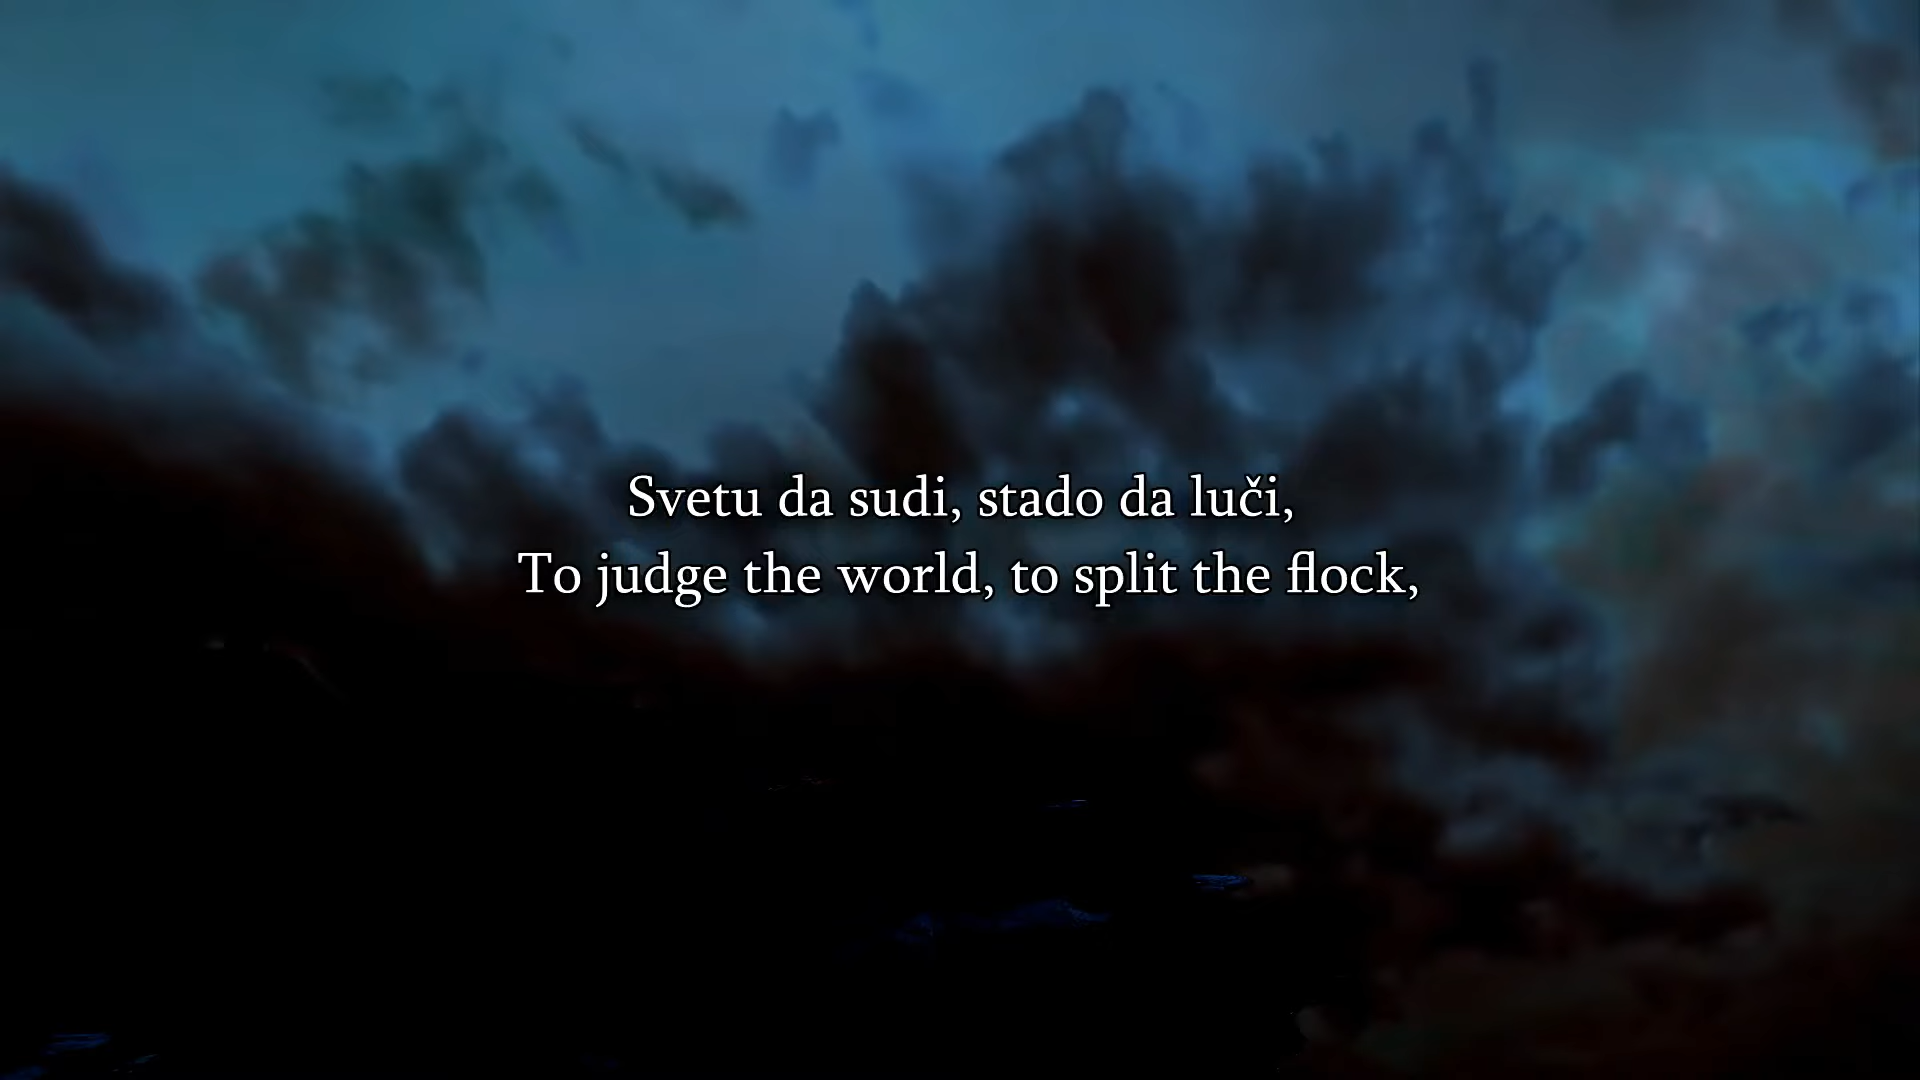 Svetu da sudi, stado da luči,
To judge the world, to split the flock,